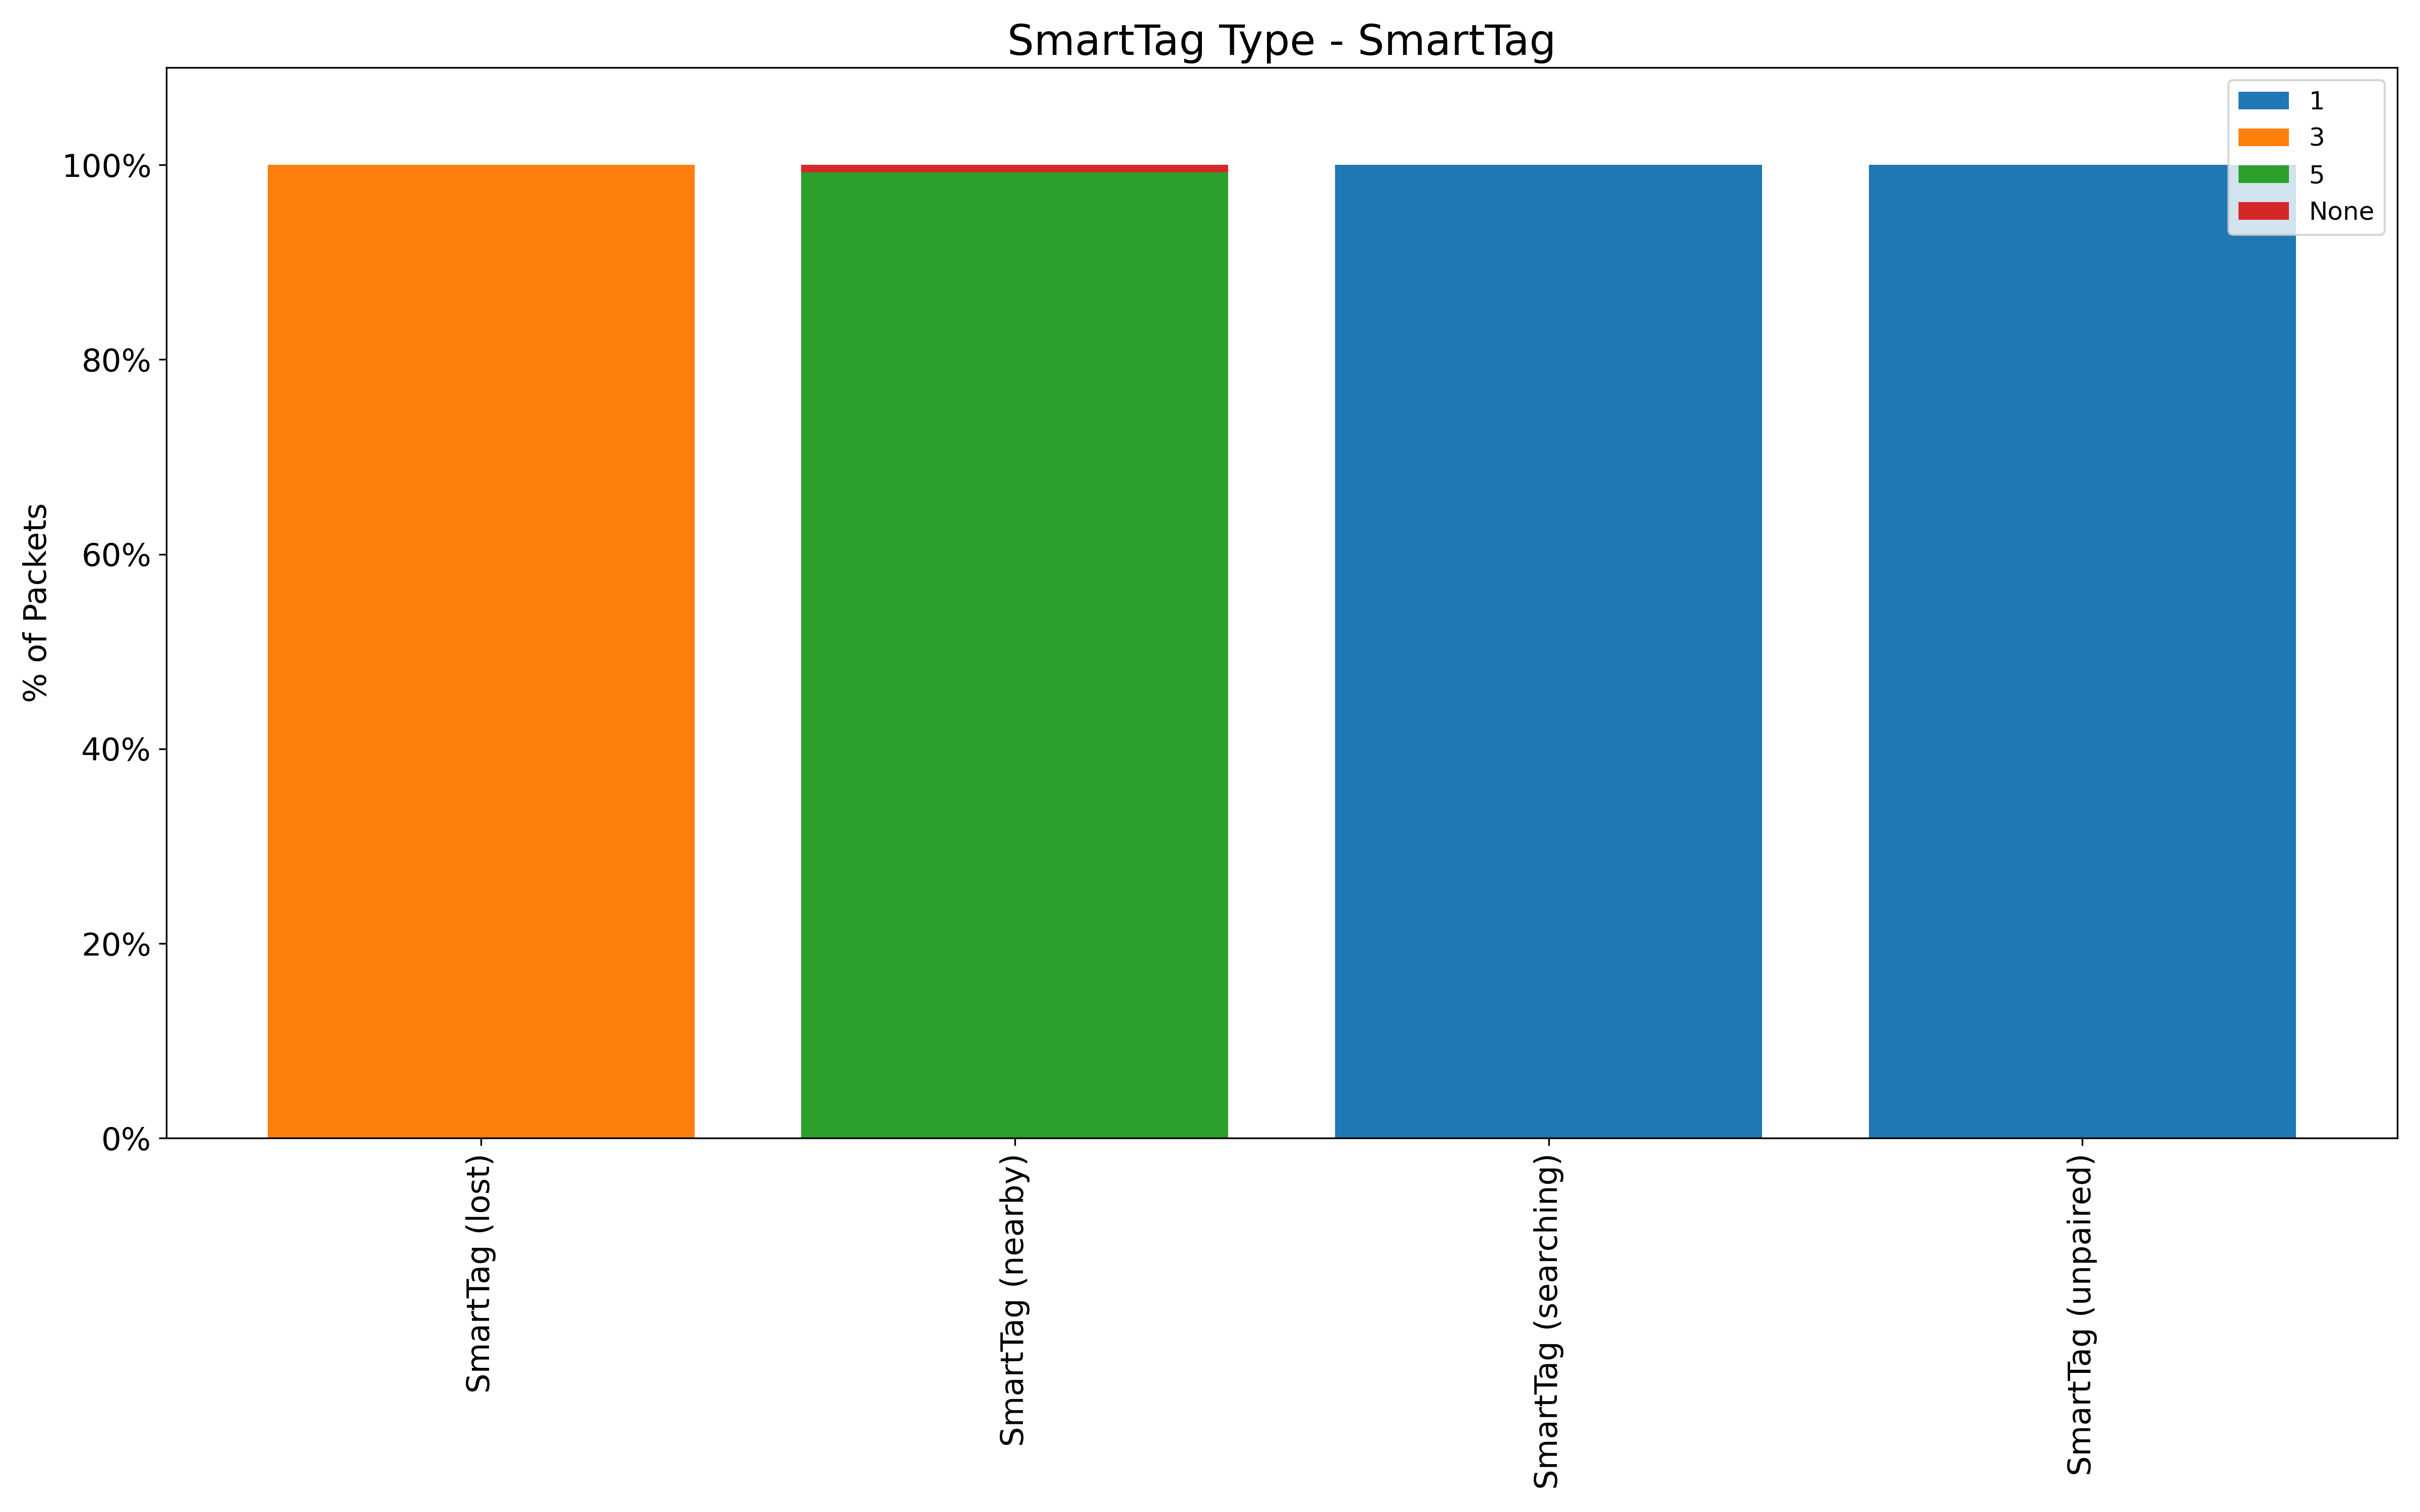 SmartTag Type - SmartTag
1
3
5
None
100%
80%
60%
40%
20%
0%
% of Packets
SmartTag (lost)
SmartTag (nearby)
SmartTag (searching)
SmartTag (unpaired)